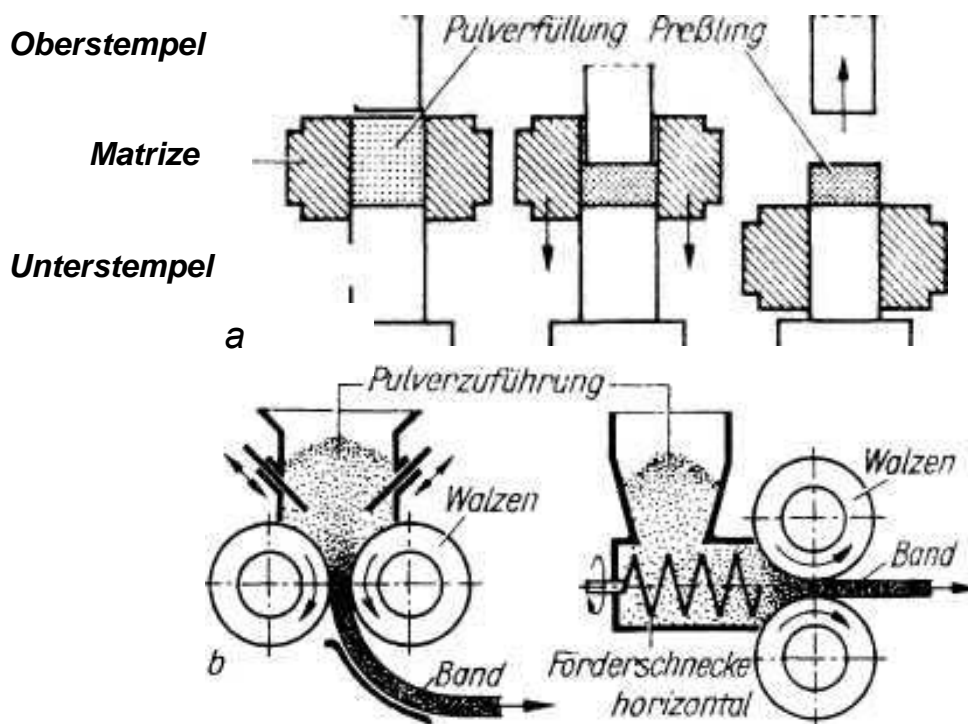 Oberstempel
Pulverfüllung
Preßling
Matrize
Unterstempel
a
Pulverzuführung
Walzen
Band
b
Walzen
Band
Förderschnecke
horizontal